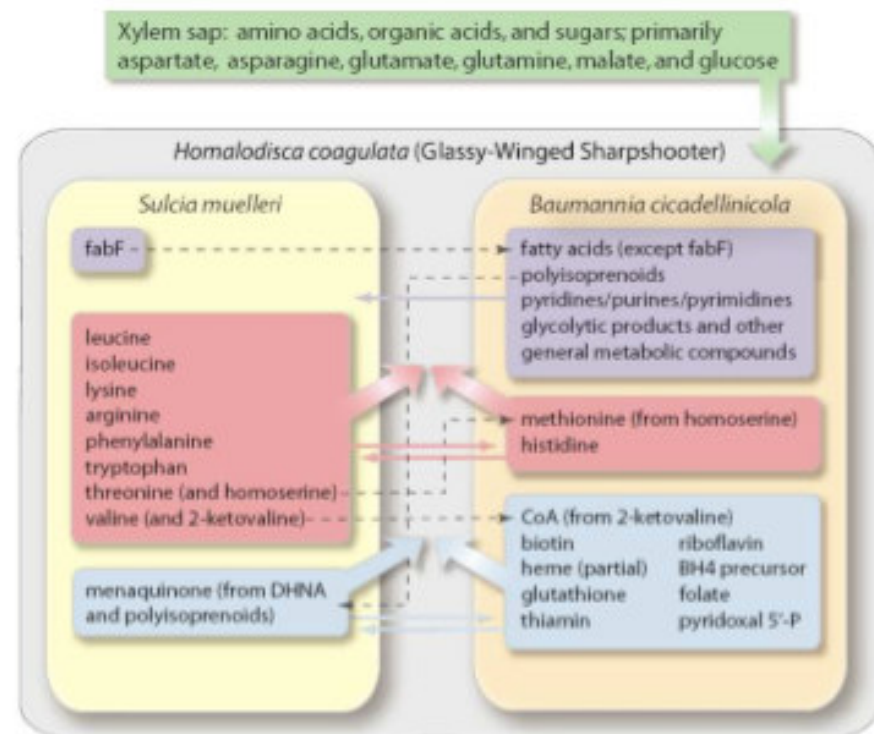 Xylem sap: amino acids, organic acids, and sugars; primarily
aspartate, asparagine, glutamate, glutamine, malate, and glucose
Homalodisca coagulata (Glassy-Winged Sharpshooter)
Sulcia muelleri
fabF
leucine
isoleucine
lysine
arginine
phenylalanine
tryptophan
threonine (and homoserine)
valine (and 2-ketovaline)
menaquinone (from DHNA
and polyisoprenoids)
Baumannia cicadellinicola
fatty acids (except fabF)
polyisoprenoids
pyridines/purines/pyrimidines
glycolytic products and other
general metabolic compounds
methionine (from homoserine)
histidine
CoA (from 2-ketovaline)
biotin riboflavin
heme (partial) BH4 precursor
glutathione folate
thiamin pyridoxal 5'-P